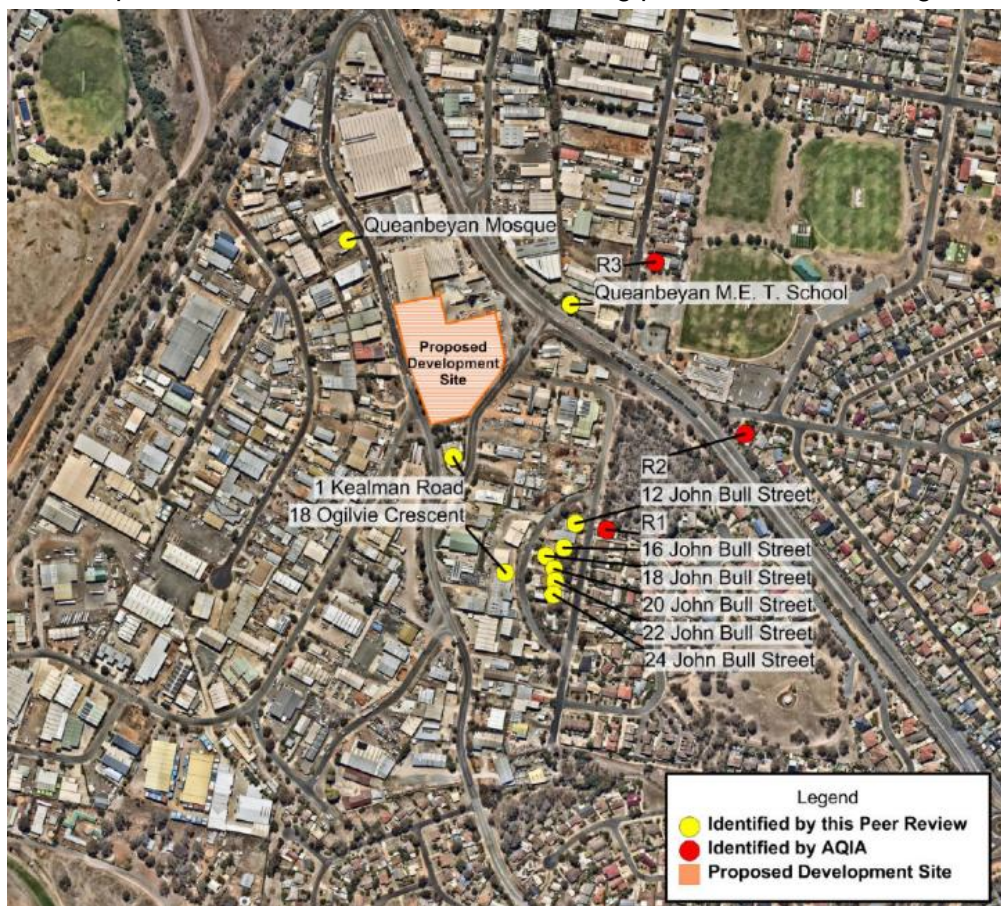 Queanbeyan Mosque
R3
Queanbeyan M.E. T. School
Proposed
Development
Site
R2
1 Kealman Road
12 John Bull Street
18 Ogilvie Crescent
R1
16 John Bull Street
18 John Bull Street
20 John Bull Street
22 John Bull Street
24 John Bull Street
Legend
Identified by this Peer Review
Identified by AQIA
Proposed Development Site